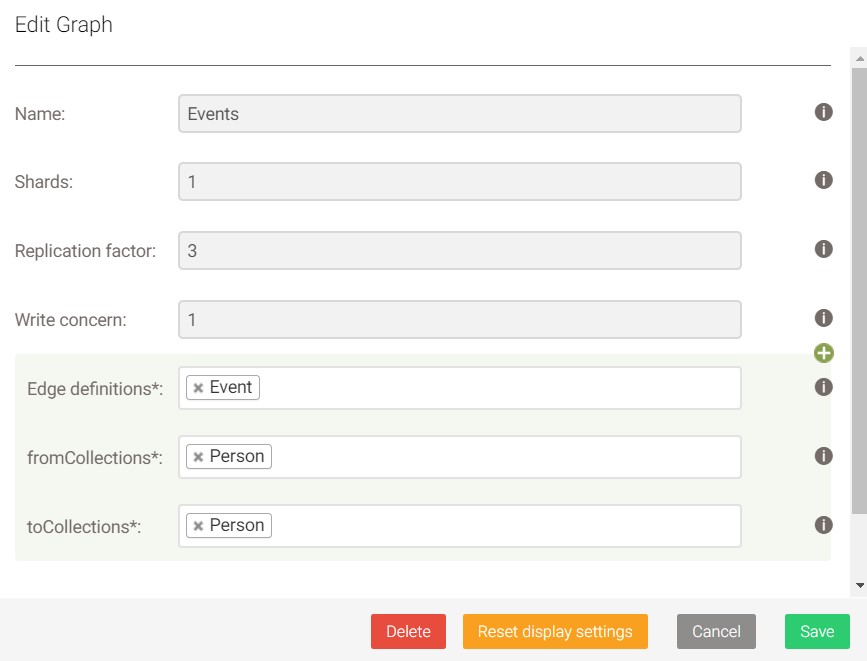 Edit Graph
Name: Events
Shards: 1
Replication factor: 3
Write concern: 1
Edge definitions*: × Event
fromCollections*: × Person
toCollections*: × Person
Delete Reset display settings Cancel Save